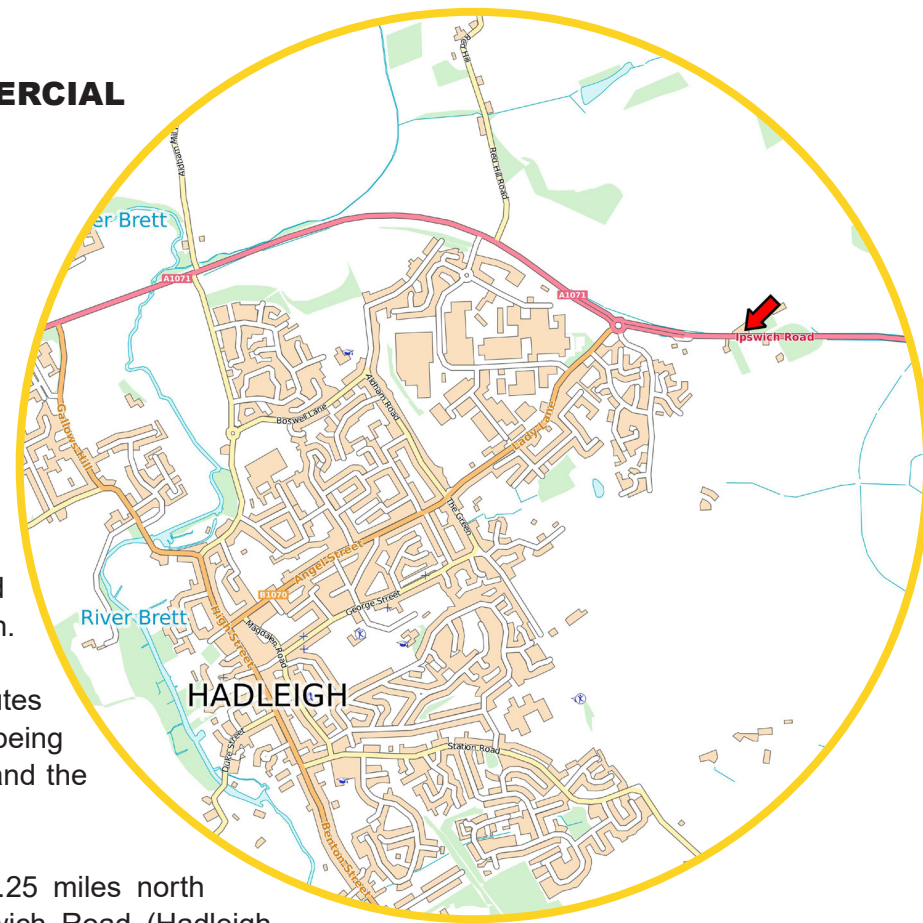 ERCIAL
Red Hill
Aldham Mill
Red Hill Road
er Brett
A1071
A1071
Ipswich Road
Aldham Road
Boswell Lane
Gallows Hill
Lady Lane
The Green
Angel Street
B1070
George Street
River Brett
High Street
Magdalen Road
HADLEIGH
Duke Street
Station Road
Benton Street
n.
utes
being
and the
.25 miles north
wich Road (Hadleigh